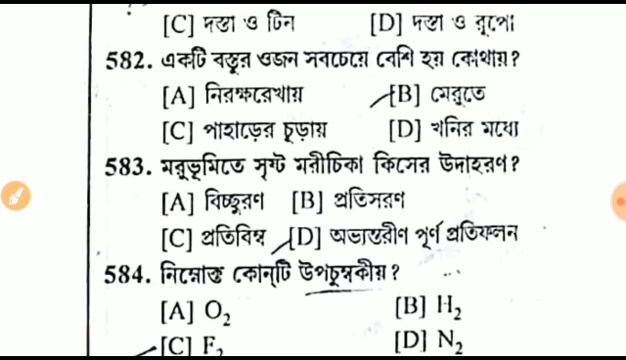 [C] দস্তা ও টিন [D] দস্তা ও রূপো
582. একটি বস্তুর ওজন সবচেয়ে বেশি হয় কোথায়?
[A] নিরক্ষরেখায় [B] মেরুতে
[C] পাহাড়ের চূড়ায় [D] খনির মধ্যে
583. মরুভূমিতে সৃষ্ট মরীচিকা কিসের উদাহরণ?
[A] বিচ্ছুরণ [B] প্রতিসরণ
[C] প্রতিবিম্ব [D] অভ্যন্তরীণ পূর্ণ প্রতিফলন
584. নিম্নোক্ত কোন্‌টি উপচুম্বকীয়?
[A] O₂ [B] H₂
[C] F₂ [D] N₂